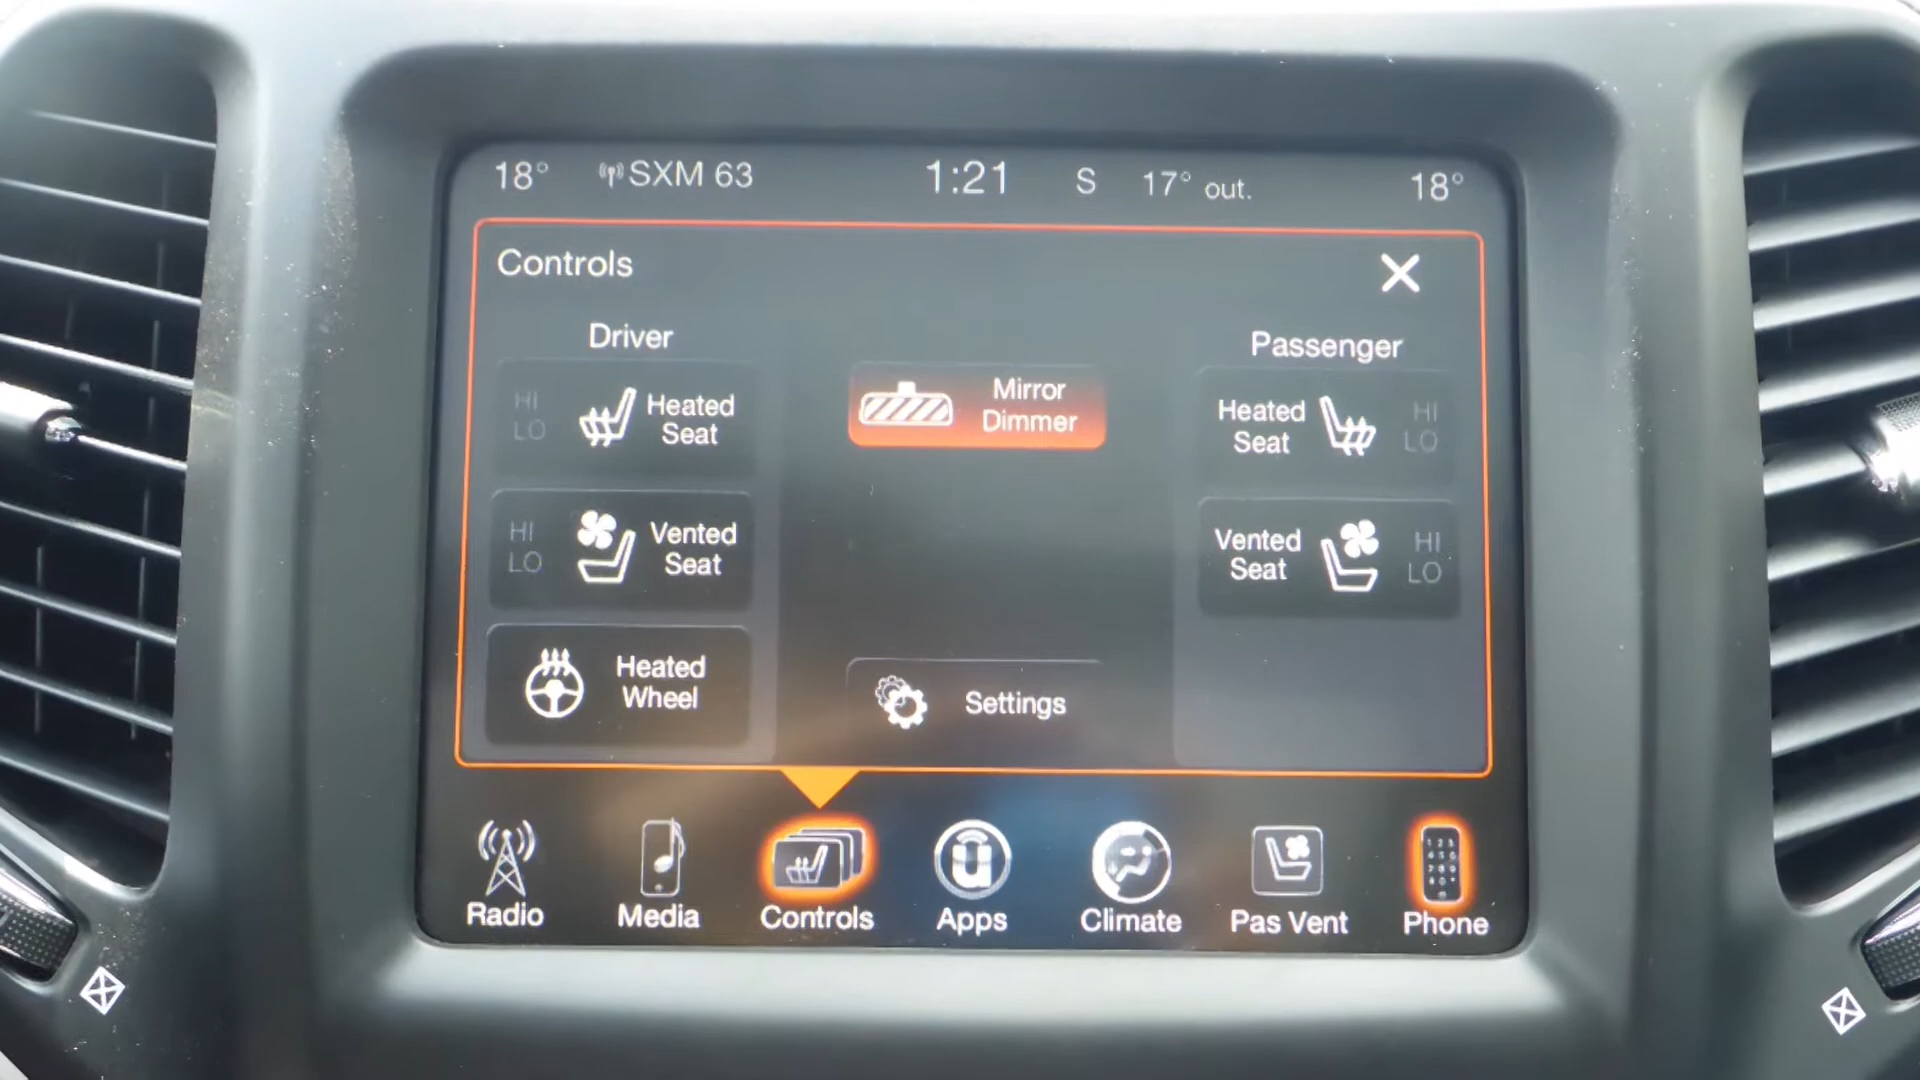 18° SXM 63 1:21 S 17° out. 18°
Controls
Driver
Passenger
HI
LO
Heated
Seat
Mirror
Dimmer
Heated
Seat
HI
LO
HI
LO
Vented
Seat
Vented
Seat
HI
LO
Heated
Wheel
Settings
Radio
Media
Controls
Apps
Climate
Pas Vent
Phone